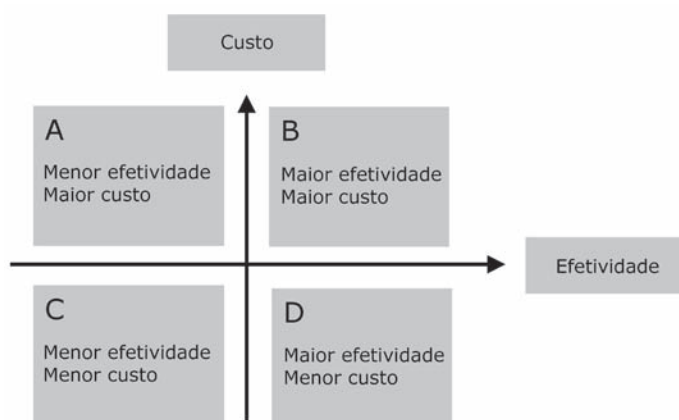 Custo
A
Menor efetividade
Maior custo
B
Maior efetividade
Maior custo
Efetividade
C
Menor efetividade
Menor custo
D
Maior efetividade
Menor custo